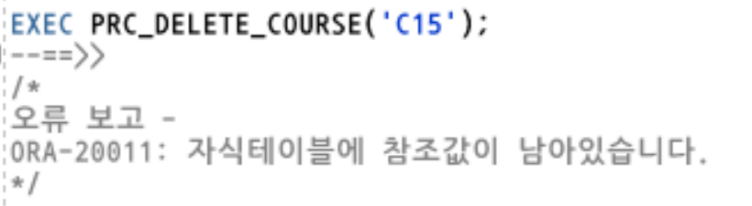 EXEC PRC_DELETE_COURSE('C15');
--==>>
/*
오류 보고 -
ORA-20011: 자식테이블에 참조값이 남아있습니다.
*/